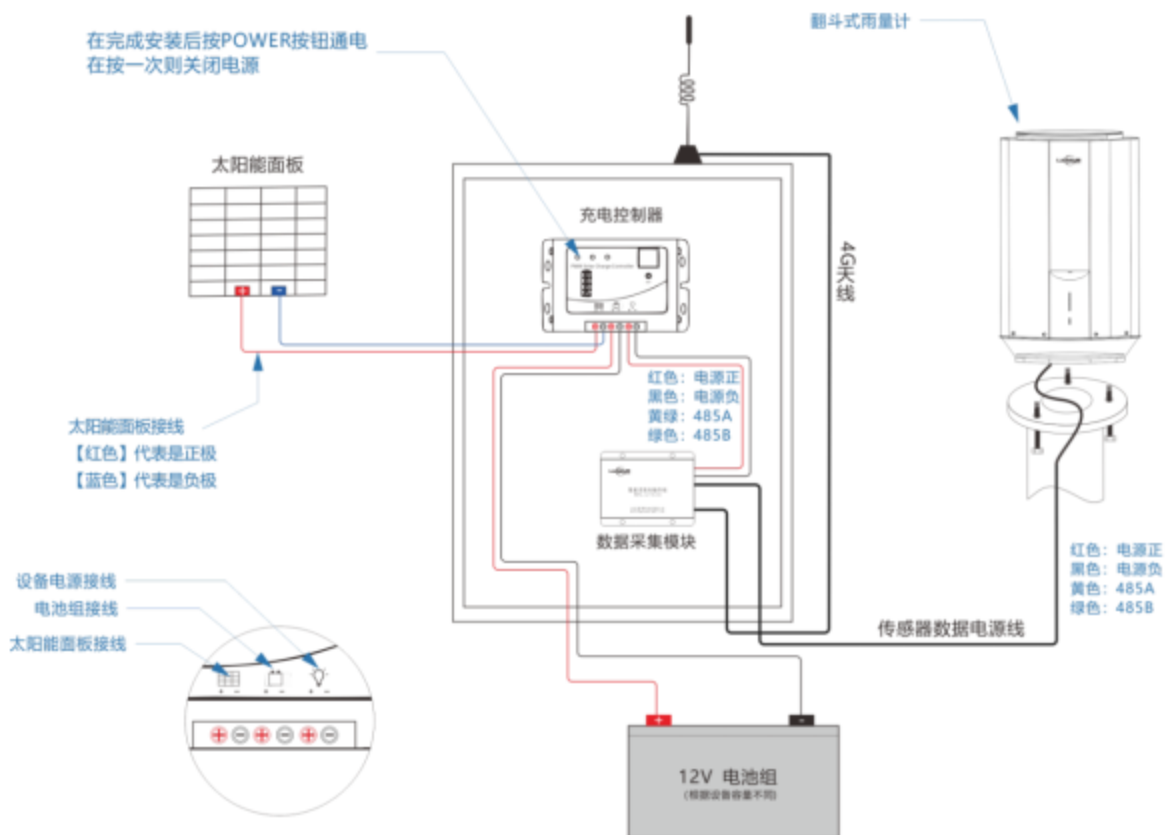 翻斗式雨量计
在完成安装后按POWER按钮通电
在按一次则关闭电源
太阳能面板
充电控制器
4G天线
红色：电源正
黑色：电源负
黄绿：485A
绿色：485B
太阳能面板接线
【红色】代表是正极
【蓝色】代表是负极
数据采集模块
红色：电源正
黑色：电源负
黄色：485A
绿色：485B
设备电源接线
电池组接线
太阳能面板接线
传感器数据电源线
12V 电池组
(根据设备容量不同)